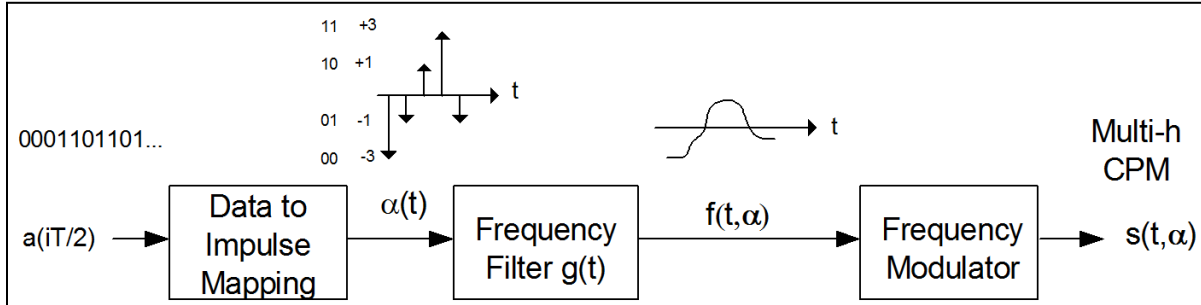 11 +3
10 +1
t
01 -1
00 -3
0001101101...
t
Multi-h
CPM
a(iT/2)
Data to
Impulse
Mapping
α(t)
Frequency
Filter g(t)
f(t,α)
Frequency
Modulator
s(t,α)